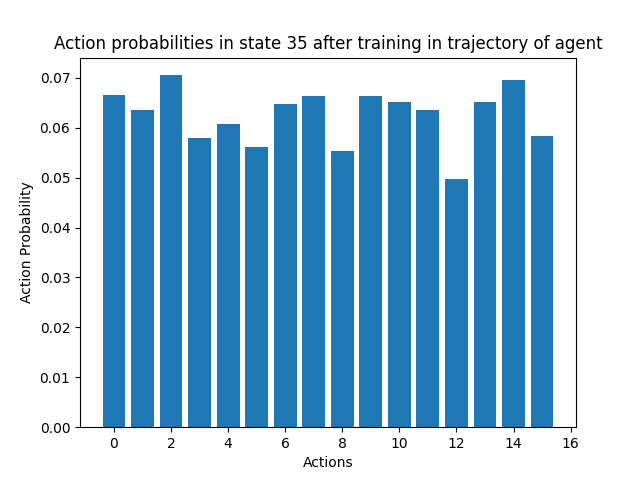 Action probabilities in state 35 after training in trajectory of agent
0.07
0.06
0.05
0.04
0.03
0.02
0.01
0.00
Action Probability
0 2 4 6 8 10 12 14 16
Actions